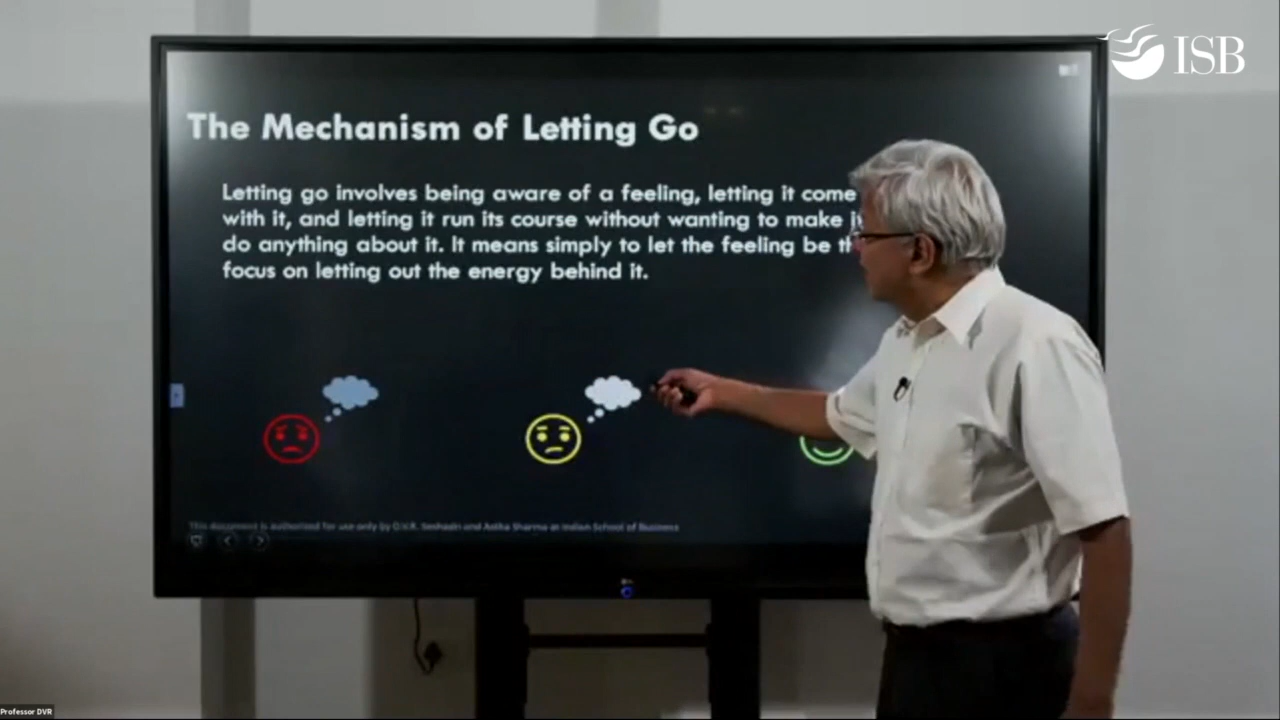 ISB
The Mechanism of Letting Go
Letting go involves being aware of a feeling, letting it come
with it, and letting it run its course without wanting to make
do anything about it. It means simply to let the feeling be
focus on letting out the energy behind it.
This document is authorized for use only by D.V.R. Seshadri and Astha Sharma at Indian School of Business
Professor DVR